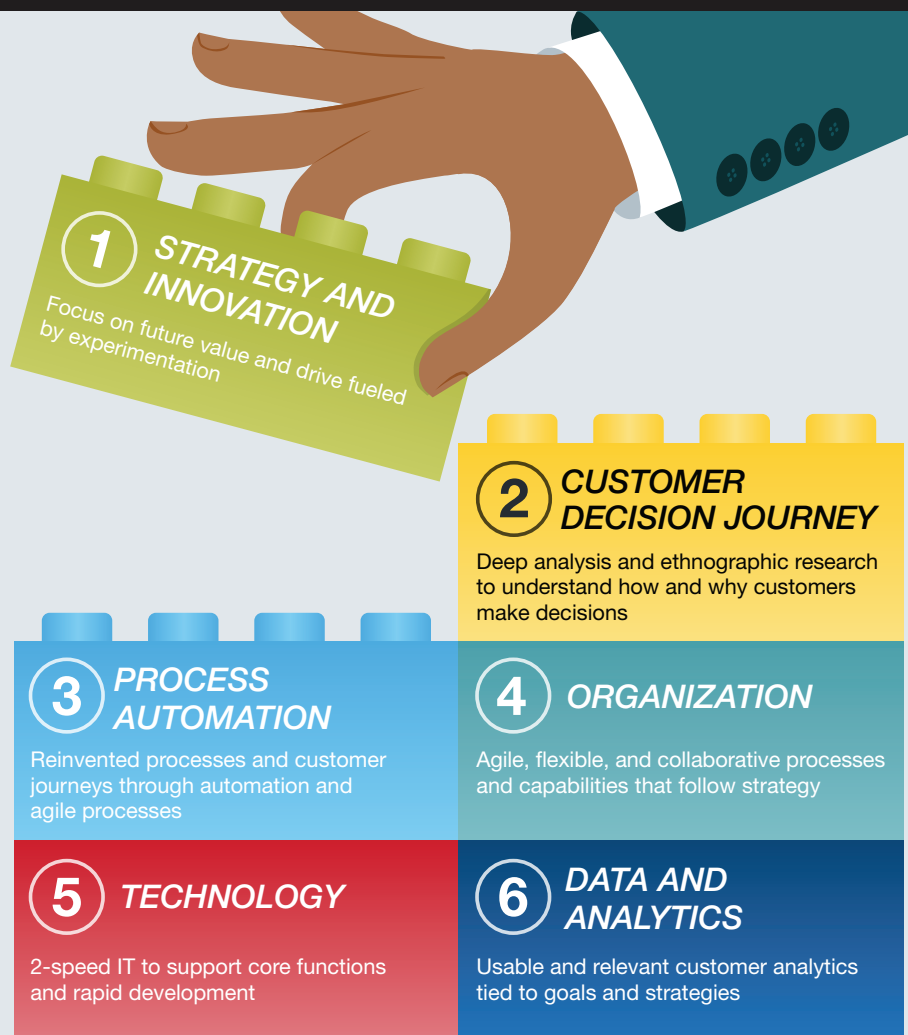 1
STRATEGY AND
INNOVATION
Focus on future value and drive fueled
by experimentation
2
CUSTOMER
DECISION JOURNEY
Deep analysis and ethnographic research
to understand how and why customers
make decisions
3
PROCESS
AUTOMATION
Reinvented processes and customer
journeys through automation and
agile processes
4
ORGANIZATION
Agile, flexible, and collaborative processes
and capabilities that follow strategy
5
TECHNOLOGY
2-speed IT to support core functions
and rapid development
6
DATA AND
ANALYTICS
Usable and relevant customer analytics
tied to goals and strategies